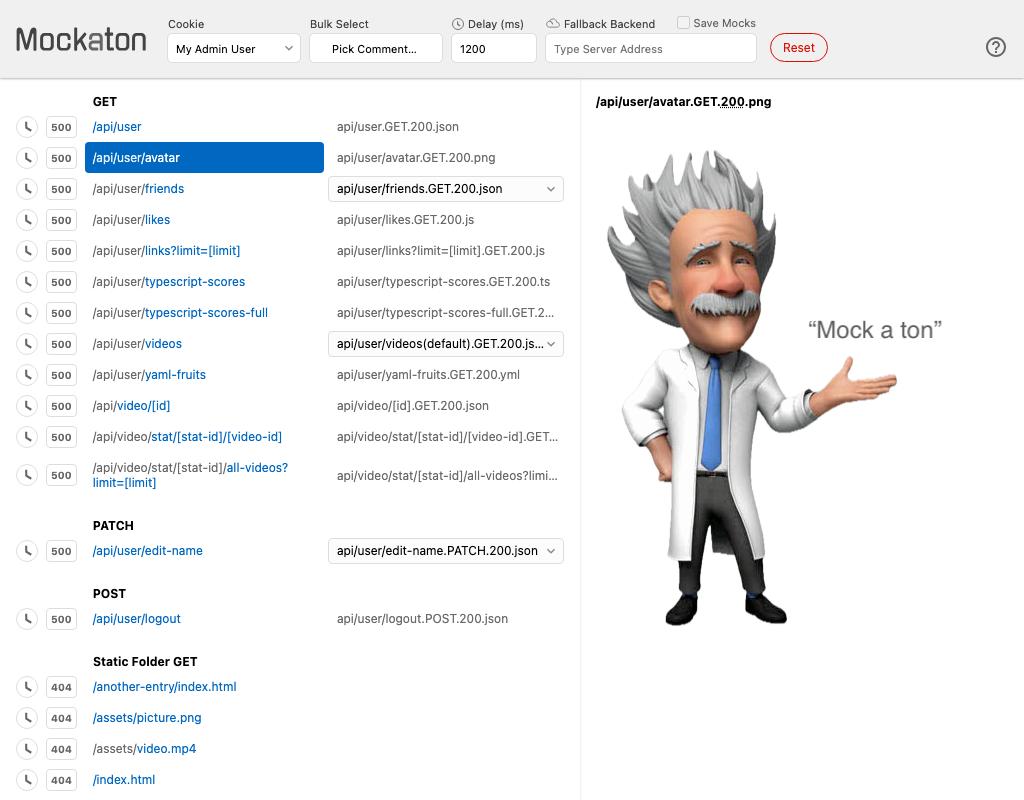 Mockaton
Cookie
My Admin User
Bulk Select
Pick Comment...
Delay (ms)
1200
Fallback Backend
Type Server Address
Save Mocks
Reset
?
GET
500 /api/user api/user.GET.200.json
500 /api/user/avatar api/user/avatar.GET.200.png
500 /api/user/friends api/user/friends.GET.200.json
500 /api/user/likes api/user/likes.GET.200.js
500 /api/user/links?limit=[limit] api/user/links?limit=[limit].GET.200.js
500 /api/user/typescript-scores api/user/typescript-scores.GET.200.ts
500 /api/user/typescript-scores-full api/user/typescript-scores-full.GET.2...
500 /api/user/videos api/user/videos(default).GET.200.js...
500 /api/user/yaml-fruits api/user/yaml-fruits.GET.200.yml
500 /api/video/[id] api/video/[id].GET.200.json
500 /api/video/stat/[stat-id]/[video-id] api/video/stat/[stat-id]/[video-id].GET...
500 /api/video/stat/[stat-id]/all-videos?
limit=[limit] api/video/stat/[stat-id]/all-videos?limi...
PATCH
500 /api/user/edit-name api/user/edit-name.PATCH.200.json
POST
500 /api/user/logout api/user/logout.POST.200.json
Static Folder GET
404 /another-entry/index.html
404 /assets/picture.png
404 /assets/video.mp4
404 /index.html
/api/user/avatar.GET.200.png
“Mock a ton”